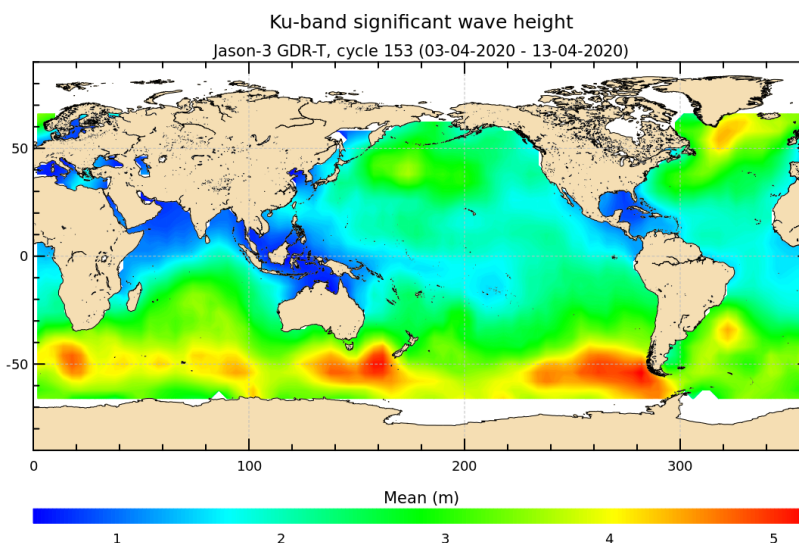 Ku-band significant wave height
Jason-3 GDR-T, cycle 153 (03-04-2020 - 13-04-2020)
50
0
-50
0 100 200 300
Mean (m)
1 2 3 4 5